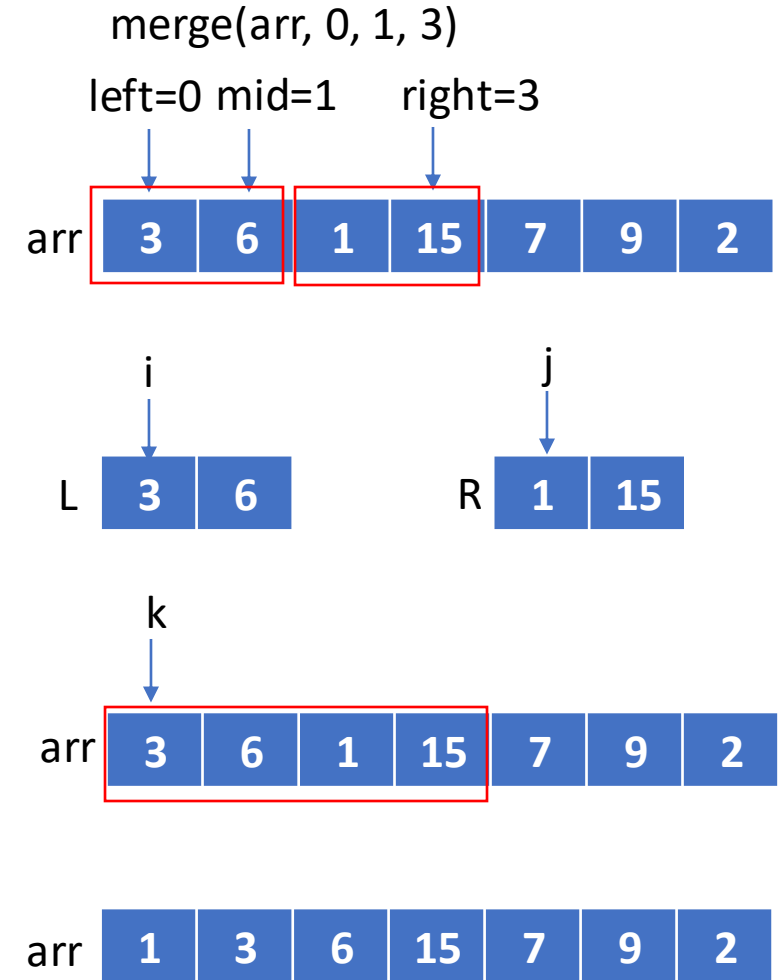 merge(arr, 0, 1, 3)
left=0 mid=1 right=3
arr 3 6 1 15 7 9 2
i j
L 3 6 R 1 15
k
arr 3 6 1 15 7 9 2
arr 1 3 6 15 7 9 2